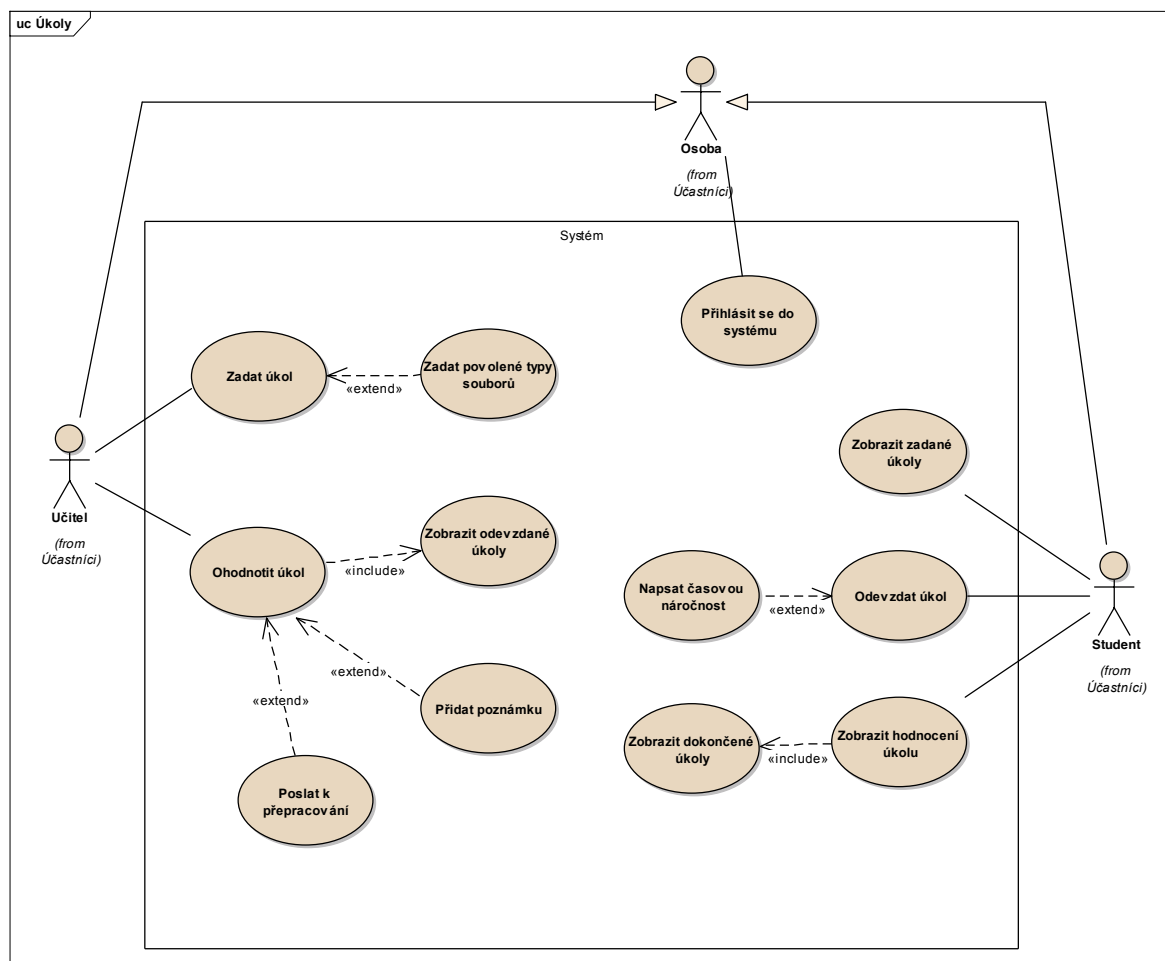 uc Úkoly
Osoba
(from
Účastníci)
Systém
Přihlásit se do
systému
Zadat úkol
«extend»
Zadat povolené typy
souborů
Zobrazit zadané
úkoly
Učitel
(from
Účastníci)
Ohodnotit úkol
«include»
Zobrazit odevzdané
úkoly
Napsat časovou
náročnost
«extend»
Odevzdat úkol
Student
(from
Účastníci)
«extend»
«extend»
Přidat poznámku
Zobrazit dokončené
úkoly
«include»
Zobrazit hodnocení
úkolu
Poslat k
přepracování